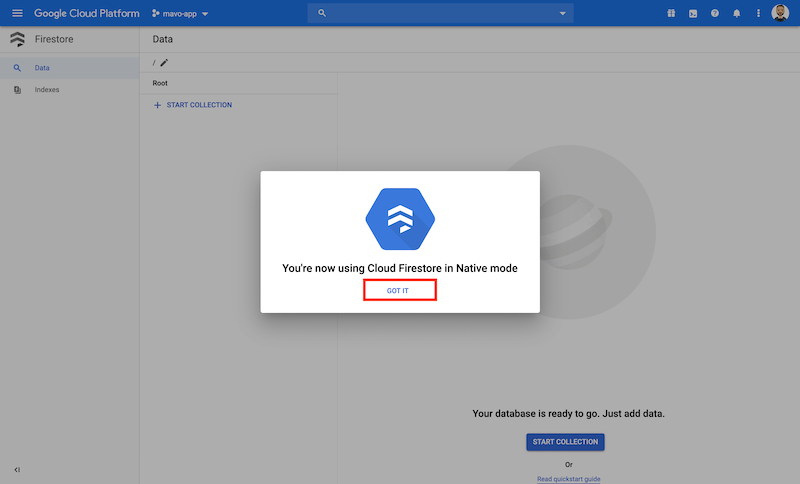 Google Cloud Platform
mavo-app
Firestore
Data
Data
Indexes
/
Root
START COLLECTION
You're now using Cloud Firestore in Native mode
GOT IT
Your database is ready to go. Just add data.
START COLLECTION
Or
Read quickstart guide